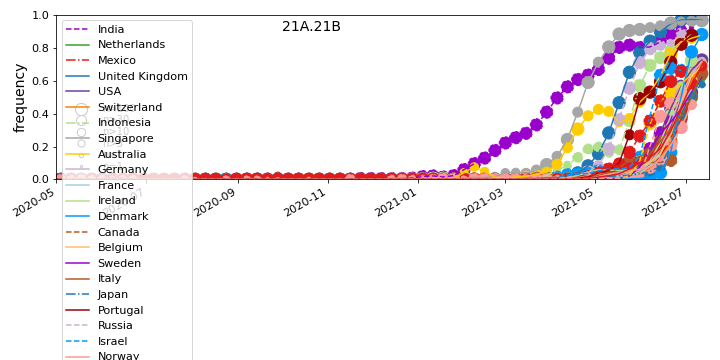 21A.21B
frequency
1.0
0.8
0.6
0.4
0.2
0.0
India
Netherlands
Mexico
United Kingdom
USA
Switzerland
Indonesia
Singapore
Australia
Germany
France
Ireland
Denmark
Canada
Belgium
Sweden
Italy
Japan
Portugal
Russia
Israel
Norway
2020-05
2020-09
2020-11
2021-01
2021-03
2021-05
2021-07